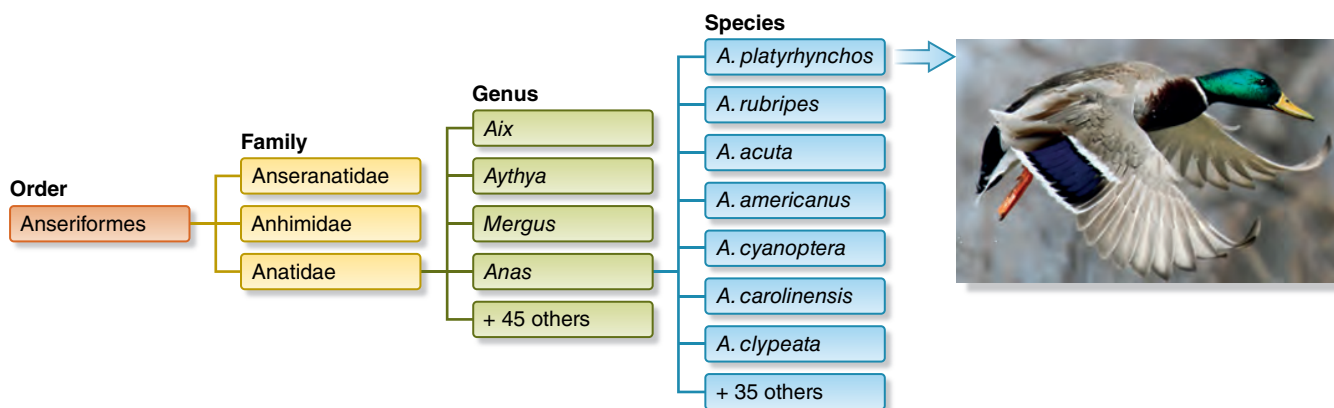 Order
Anseriformes
Family
Anseranatidae
Anhimidae
Anatidae
Genus
Aix
Aythya
Mergus
Anas
+ 45 others
Species
A. platyrhynchos
A. rubripes
A. acuta
A. americanus
A. cyanoptera
A. carolinensis
A. clypeata
+ 35 others